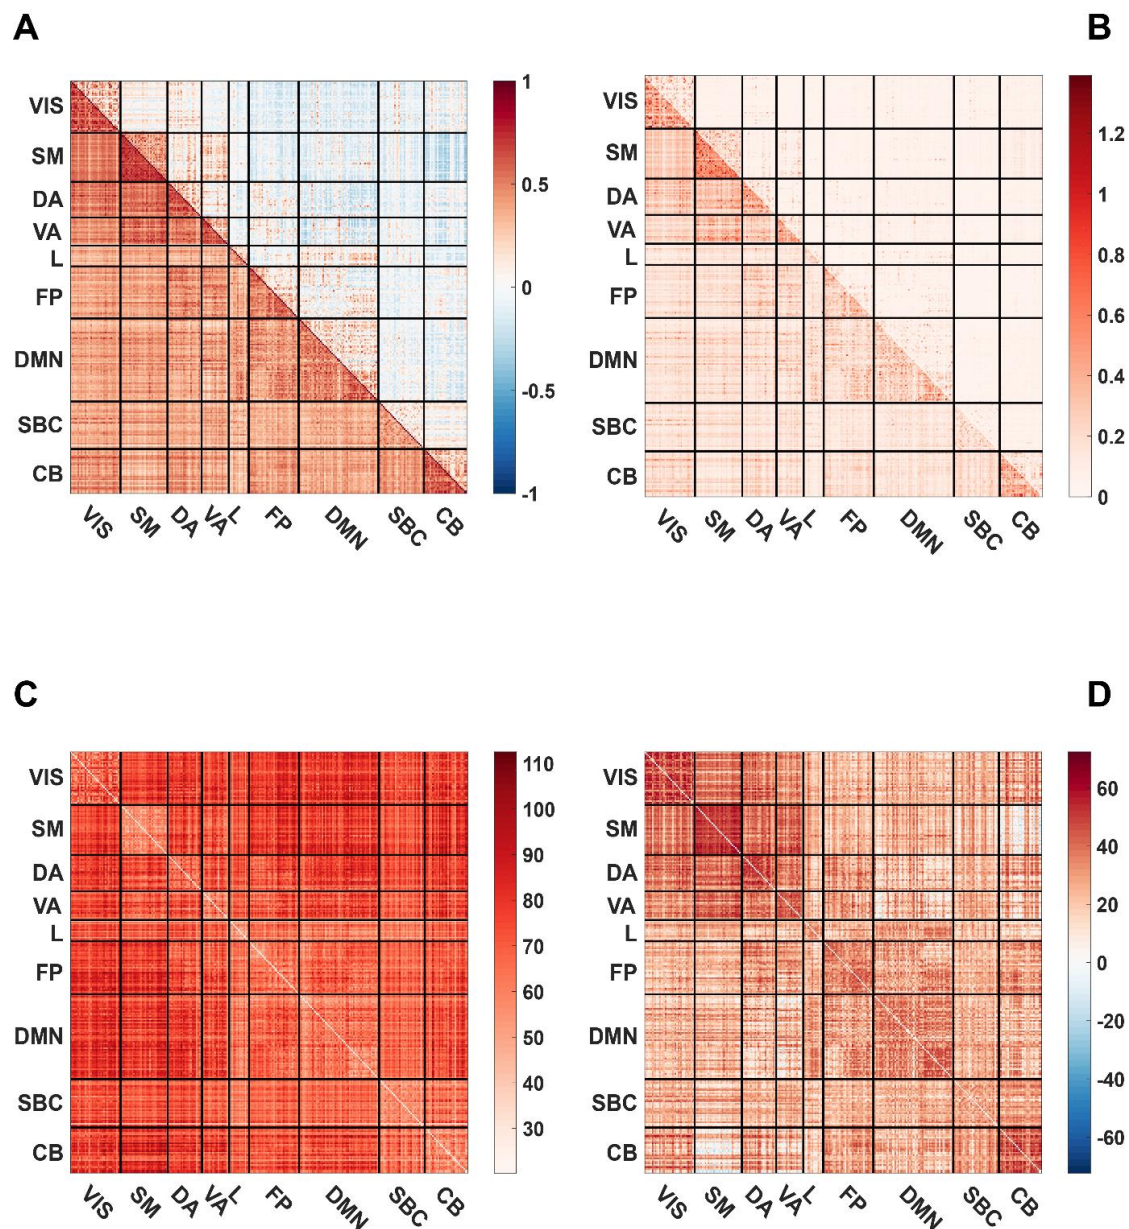 A
VIS
SM
DA
VA
L
FP
DMN
SBC
CB
VIS SM DA VA L FP DMN SBC CB
1
0.5
0
-0.5
-1
B
VIS
SM
DA
VA
L
FP
DMN
SBC
CB
VIS SM DA VA L FP DMN SBC CB
1.2
1
0.8
0.6
0.4
0.2
0
C
VIS
SM
DA
VA
L
FP
DMN
SBC
CB
VIS SM DA VA L FP DMN SBC CB
110
100
90
80
70
60
50
40
30
D
VIS
SM
DA
VA
L
FP
DMN
SBC
CB
VIS SM DA VA L FP DMN SBC CB
60
40
20
0
-20
-40
-60